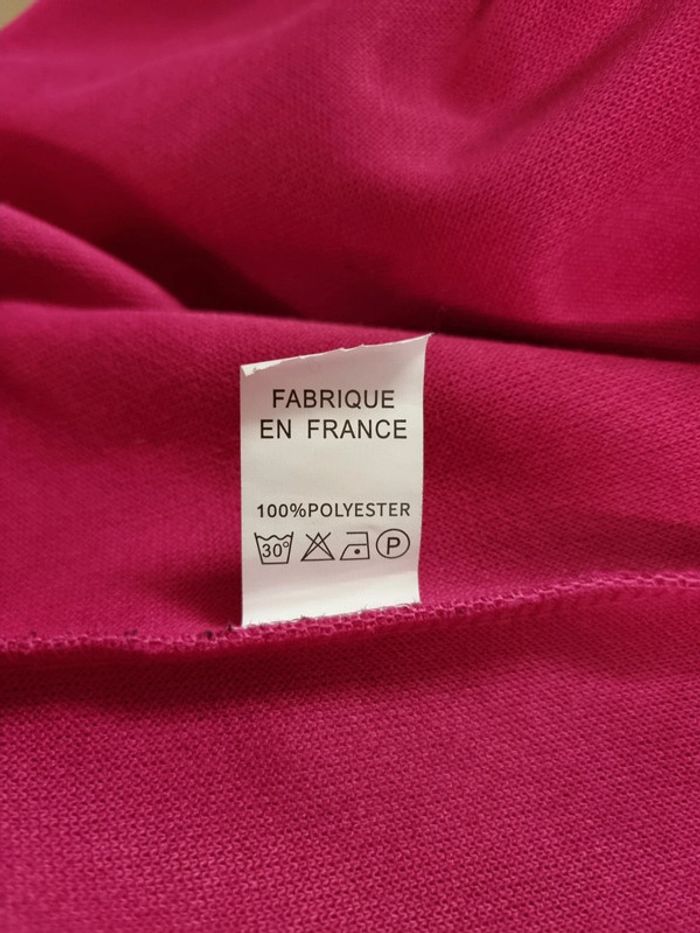 FABRIQUE
EN FRANCE
100%POLYESTER
30° P